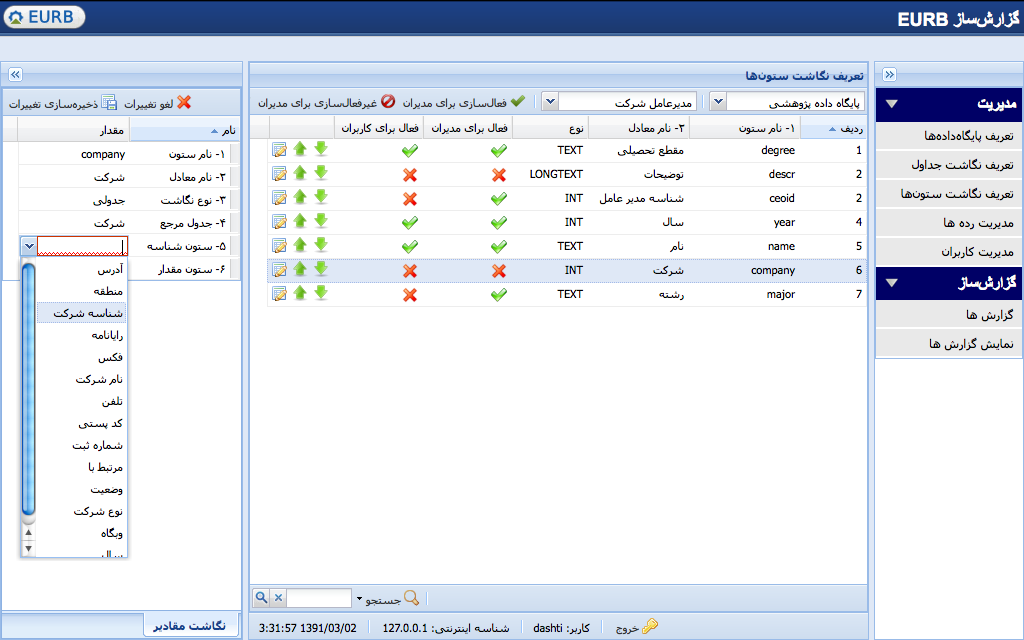 گزارش‌ساز EURB
EURB
مدیریت
تعریف پایگاه‌داده‌ها
تعریف نگاشت جداول
تعریف نگاشت ستون‌ها
مدیریت رده ها
مدیریت کاربران
گزارش‌ساز
گزارش ها
نمایش گزارش ها
تعریف نگاشت ستون‌ها
پایگاه داده پژوهشی مدیرعامل شرکت فعال‌سازی برای مدیران غیرفعال‌سازی برای مدیران
ردیف ۱- نام ستون ۲- نام معادل نوع فعال برای مدیران فعال برای کاربران
1 degree مقطع تحصیلی TEXT
2 descr توضیحات LONGTEXT
2 ceoid شناسه مدیر عامل INT
4 year سال INT
5 name نام TEXT
6 company شرکت INT
7 major رشته TEXT
جستجو
خروج کاربر: dashti شناسه اینترنتی: 127.0.0.1 1391/03/02 3:31:57
لغو تغییرات ذخیره‌سازی تغییرات
نام مقدار
۱- نام ستون company
۲- نام معادل شرکت
۳- نوع نگاشت جدولی
۴- جدول مرجع شرکت
۵- ستون شناسه
۶- ستون مقدار
آدرس
منطقه
شناسه شرکت
رایانامه
فکس
نام شرکت
تلفن
کد پستی
شماره ثبت
مرتبط با
وضعیت
نوع شرکت
وبگاه
نگاشت مقادیر